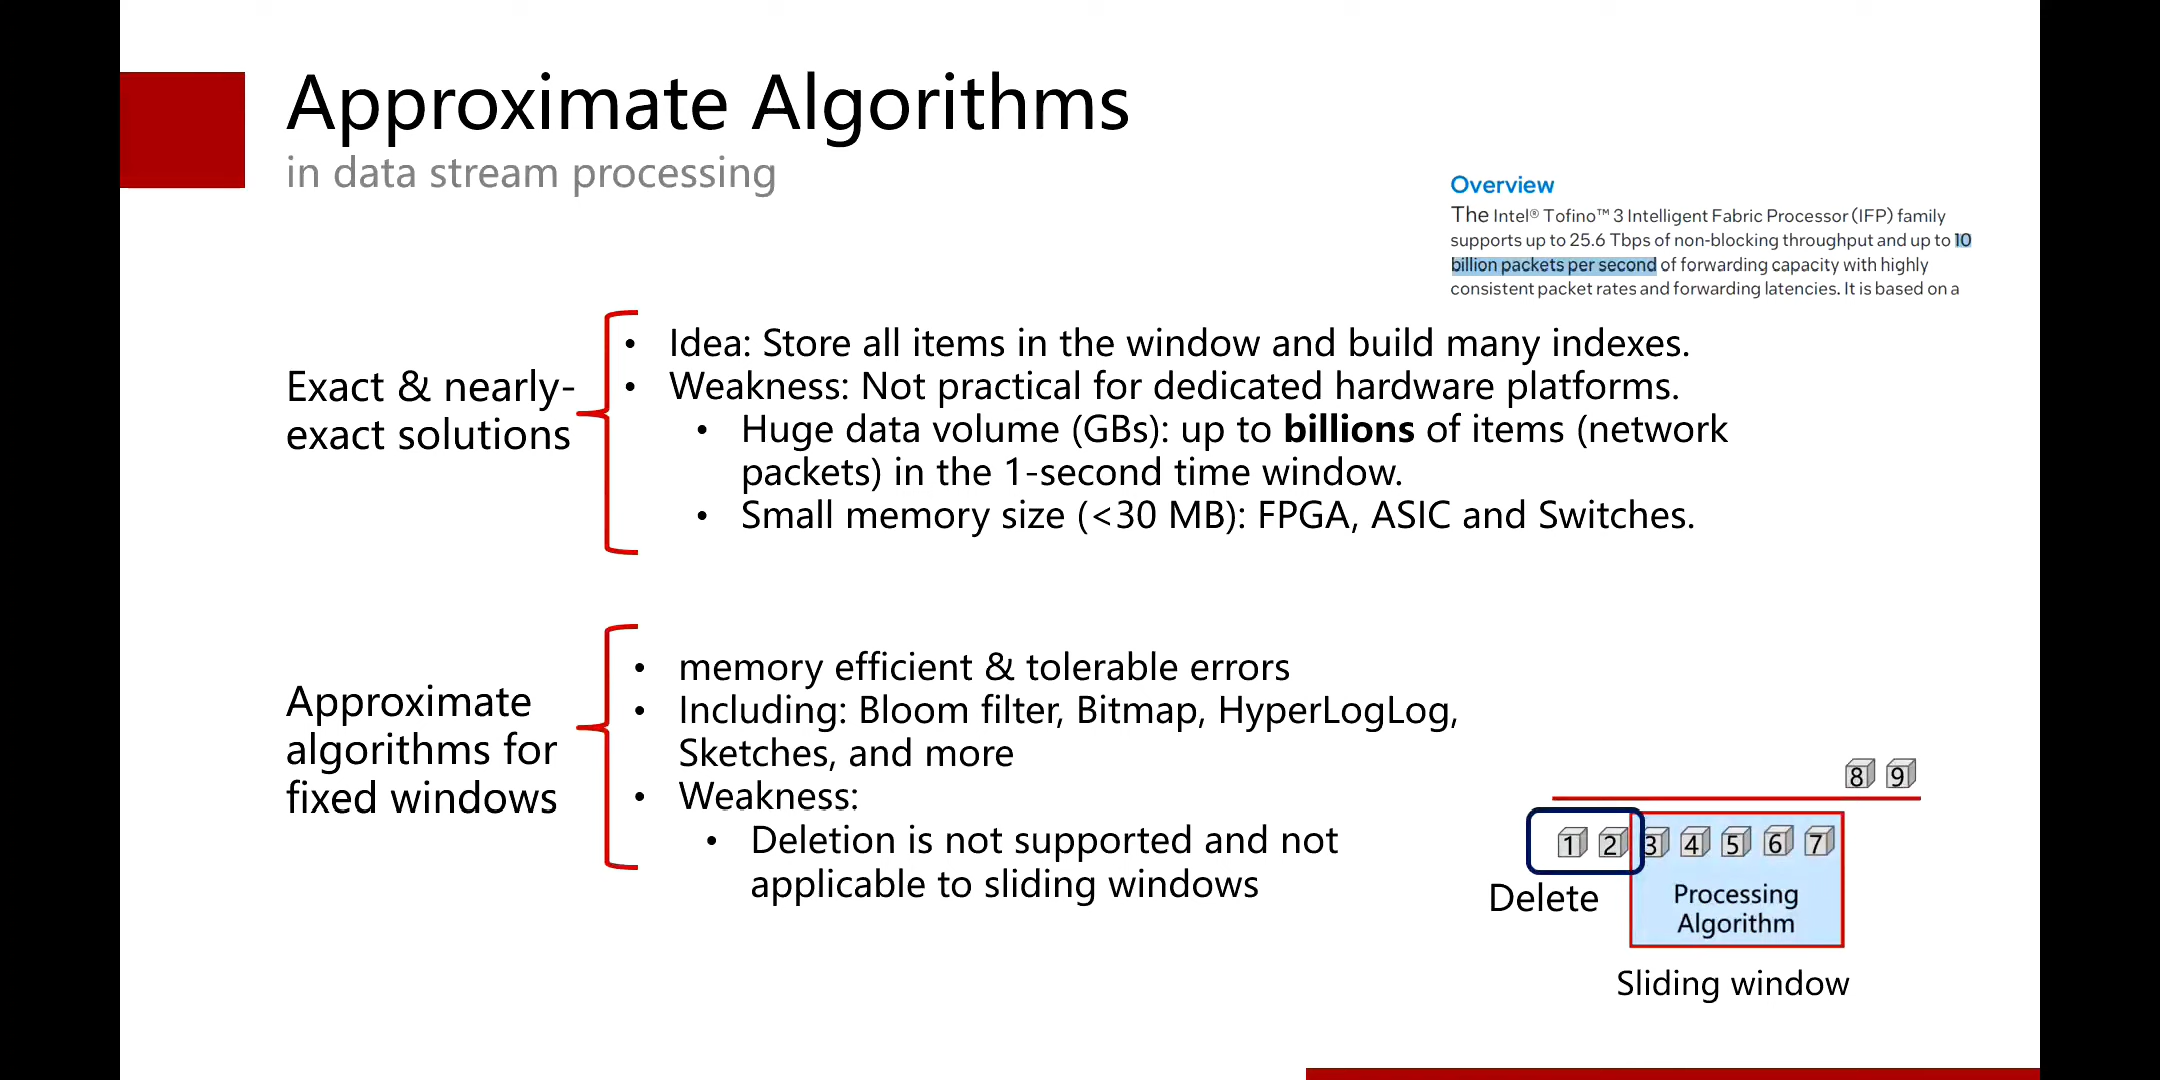 Approximate Algorithms
in data stream processing
Overview
The Intel® Tofino™ 3 Intelligent Fabric Processor (IFP) family
supports up to 25.6 Tbps of non-blocking throughput and up to 10
billion packets per second of forwarding capacity with highly
consistent packet rates and forwarding latencies. It is based on a
Exact & nearly-
exact solutions
• Idea: Store all items in the window and build many indexes.
• Weakness: Not practical for dedicated hardware platforms.
• Huge data volume (GBs): up to billions of items (network
packets) in the 1-second time window.
• Small memory size (<30 MB): FPGA, ASIC and Switches.
Approximate
algorithms for
fixed windows
• memory efficient & tolerable errors
• Including: Bloom filter, Bitmap, HyperLogLog,
Sketches, and more
• Weakness:
• Deletion is not supported and not
applicable to sliding windows
8 9
1 2 3 4 5 6 7
Delete
Processing
Algorithm
Sliding window